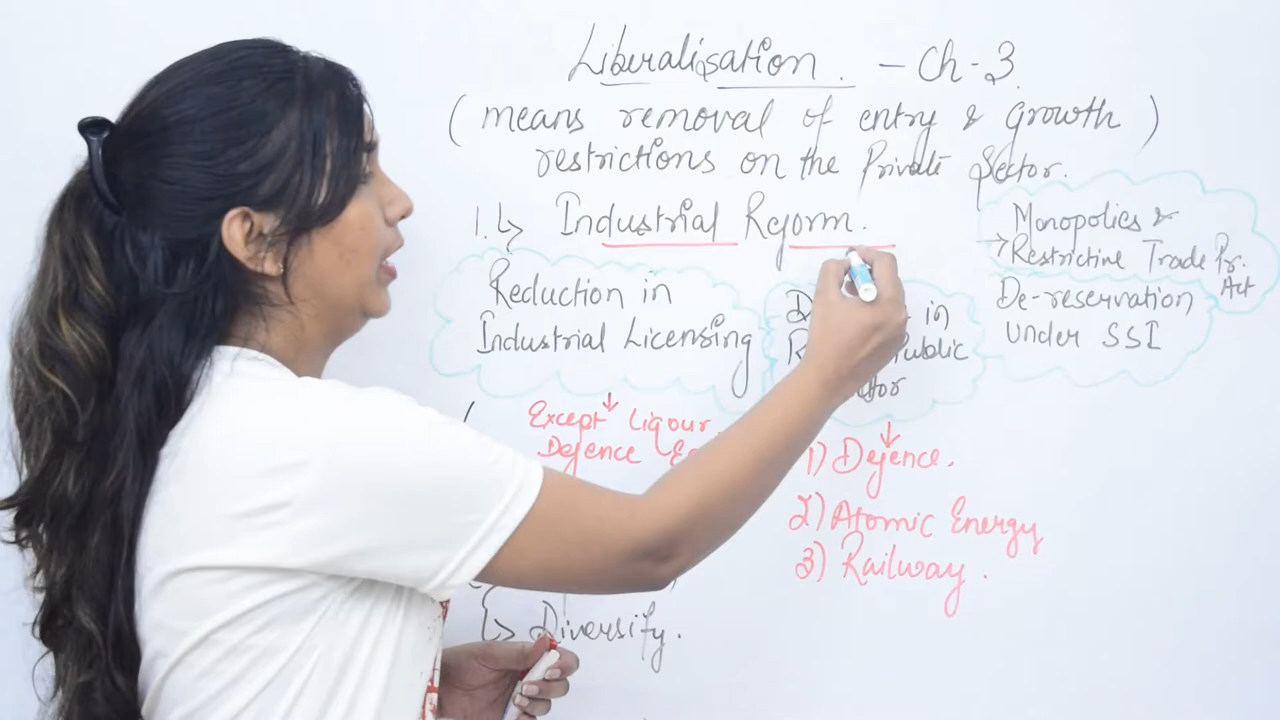 Liberalisation. - Ch-3
(means removal of entry & Growth)
restrictions on the Private Sector.
1. ↳ Industrial Reform.
Reduction in
Industrial Licensing
in
Public
Monopolies &
→ Restrictive Trade Pr. Act
De-reservation
Under SSI
Except Liqour
Defence
↓
1) Defence.
2) Atomic Energy
3) Railway.
Diversify.